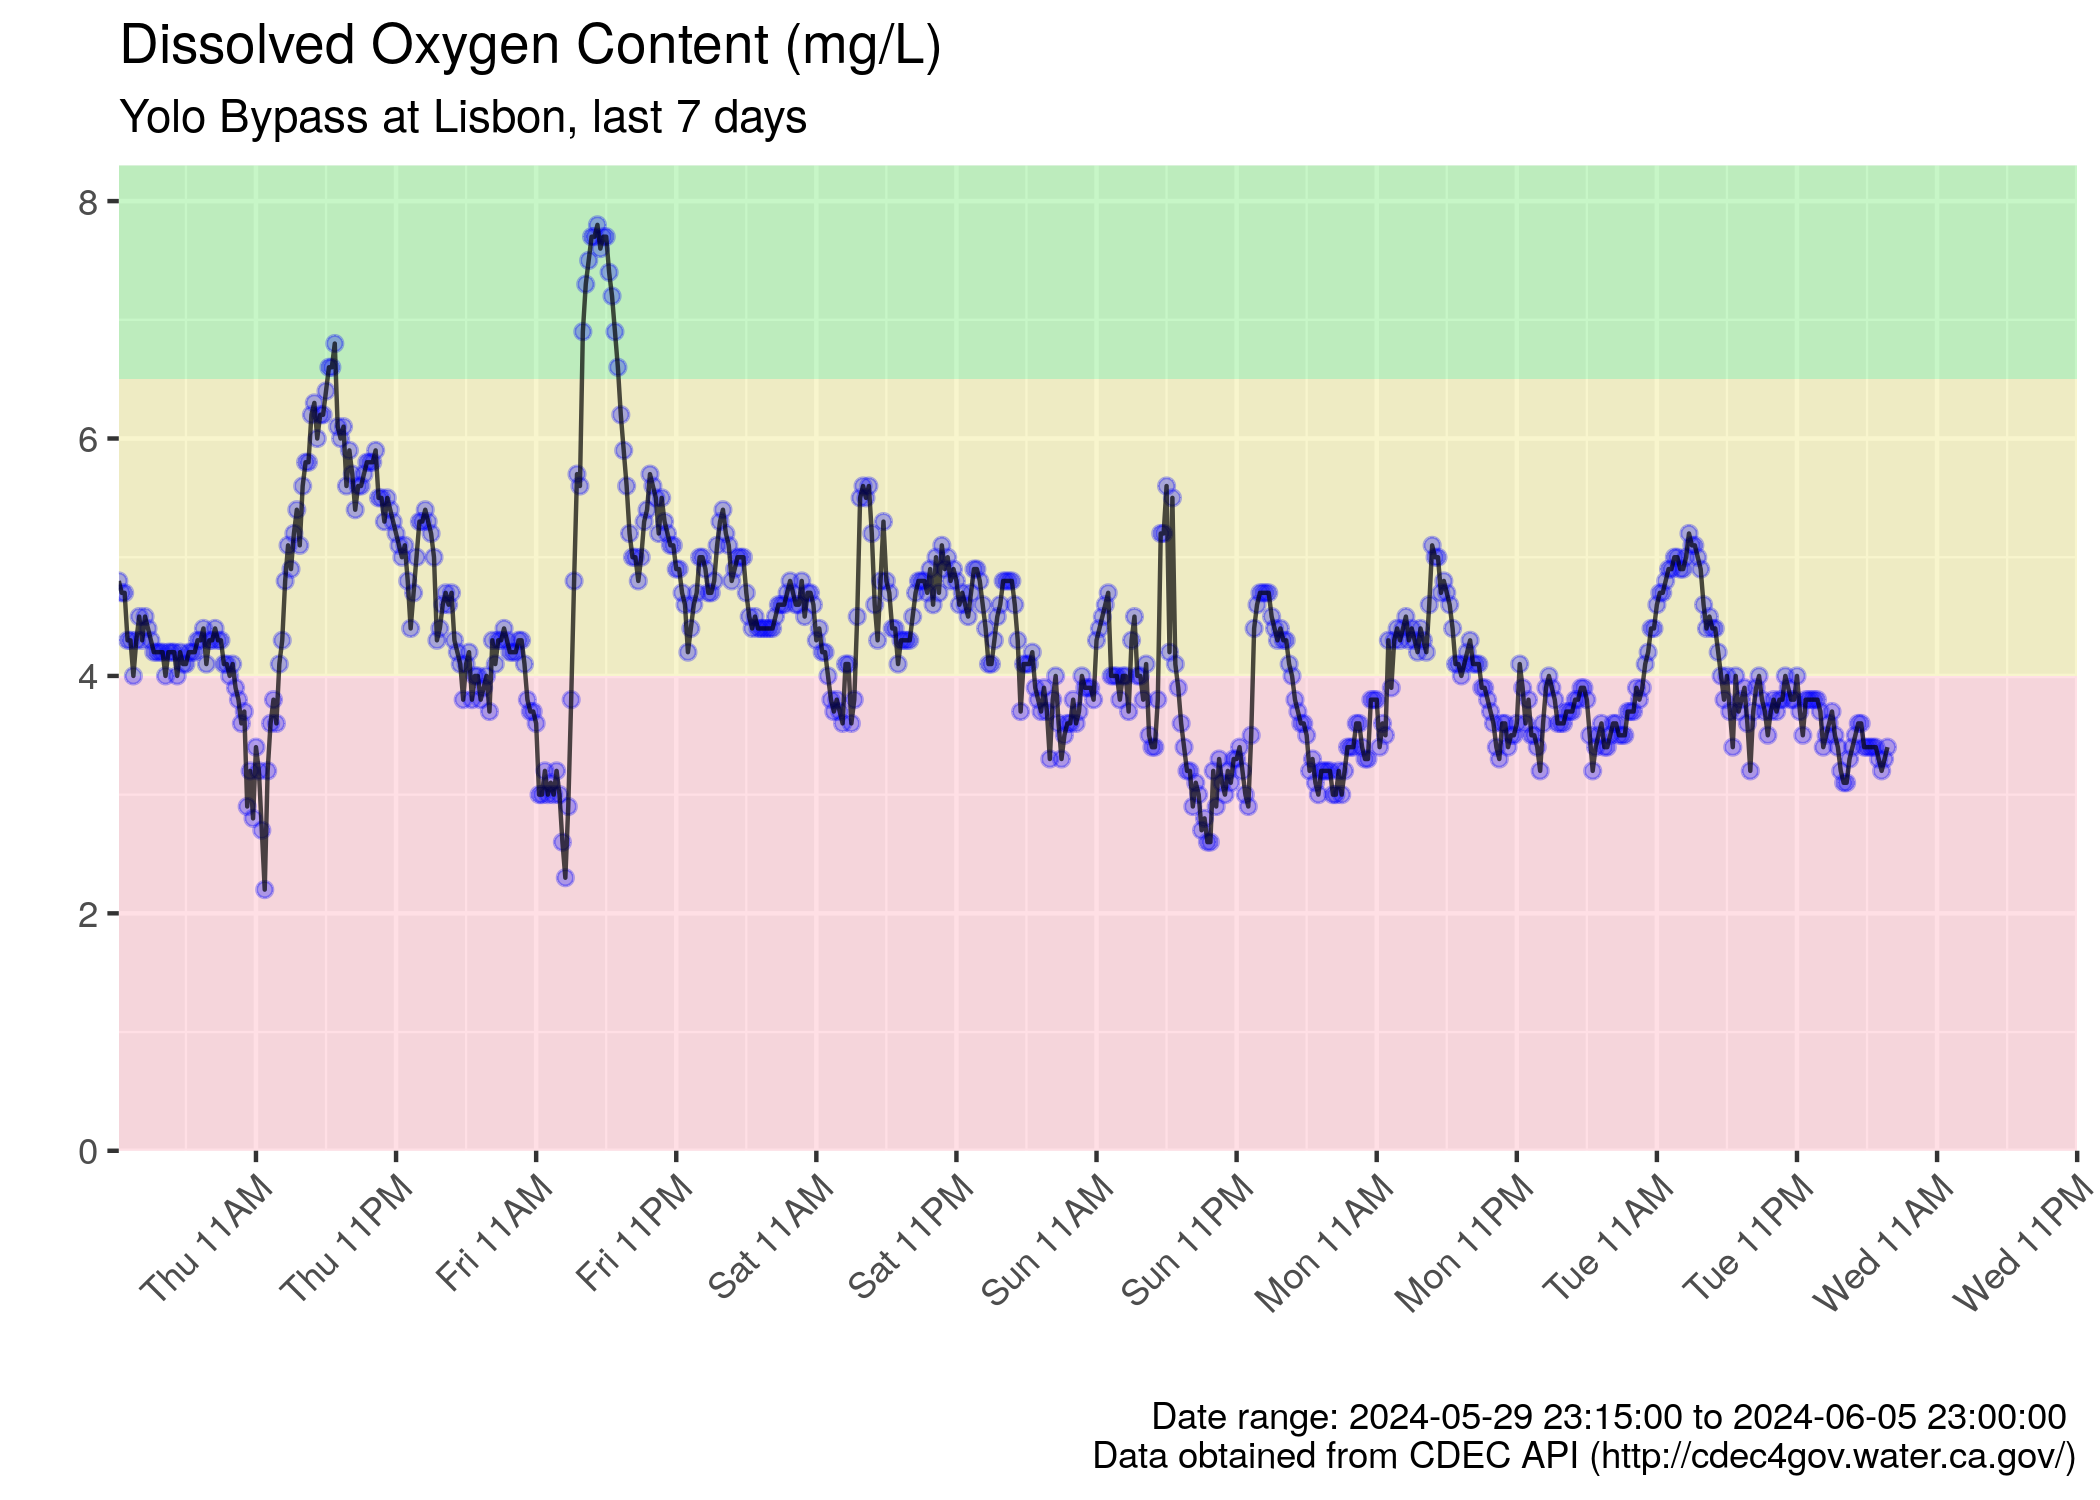 Dissolved Oxygen Content (mg/L)
Yolo Bypass at Lisbon, last 7 days
8
6
4
2
0
Thu 11AM
Thu 11PM
Fri 11AM
Fri 11PM
Sat 11AM
Sat 11PM
Sun 11AM
Sun 11PM
Mon 11AM
Mon 11PM
Tue 11AM
Tue 11PM
Wed 11AM
Wed 11PM
Date range: 2024-05-29 23:15:00 to 2024-06-05 23:00:00
Data obtained from CDEC API (http://cdec4gov.water.ca.gov/)